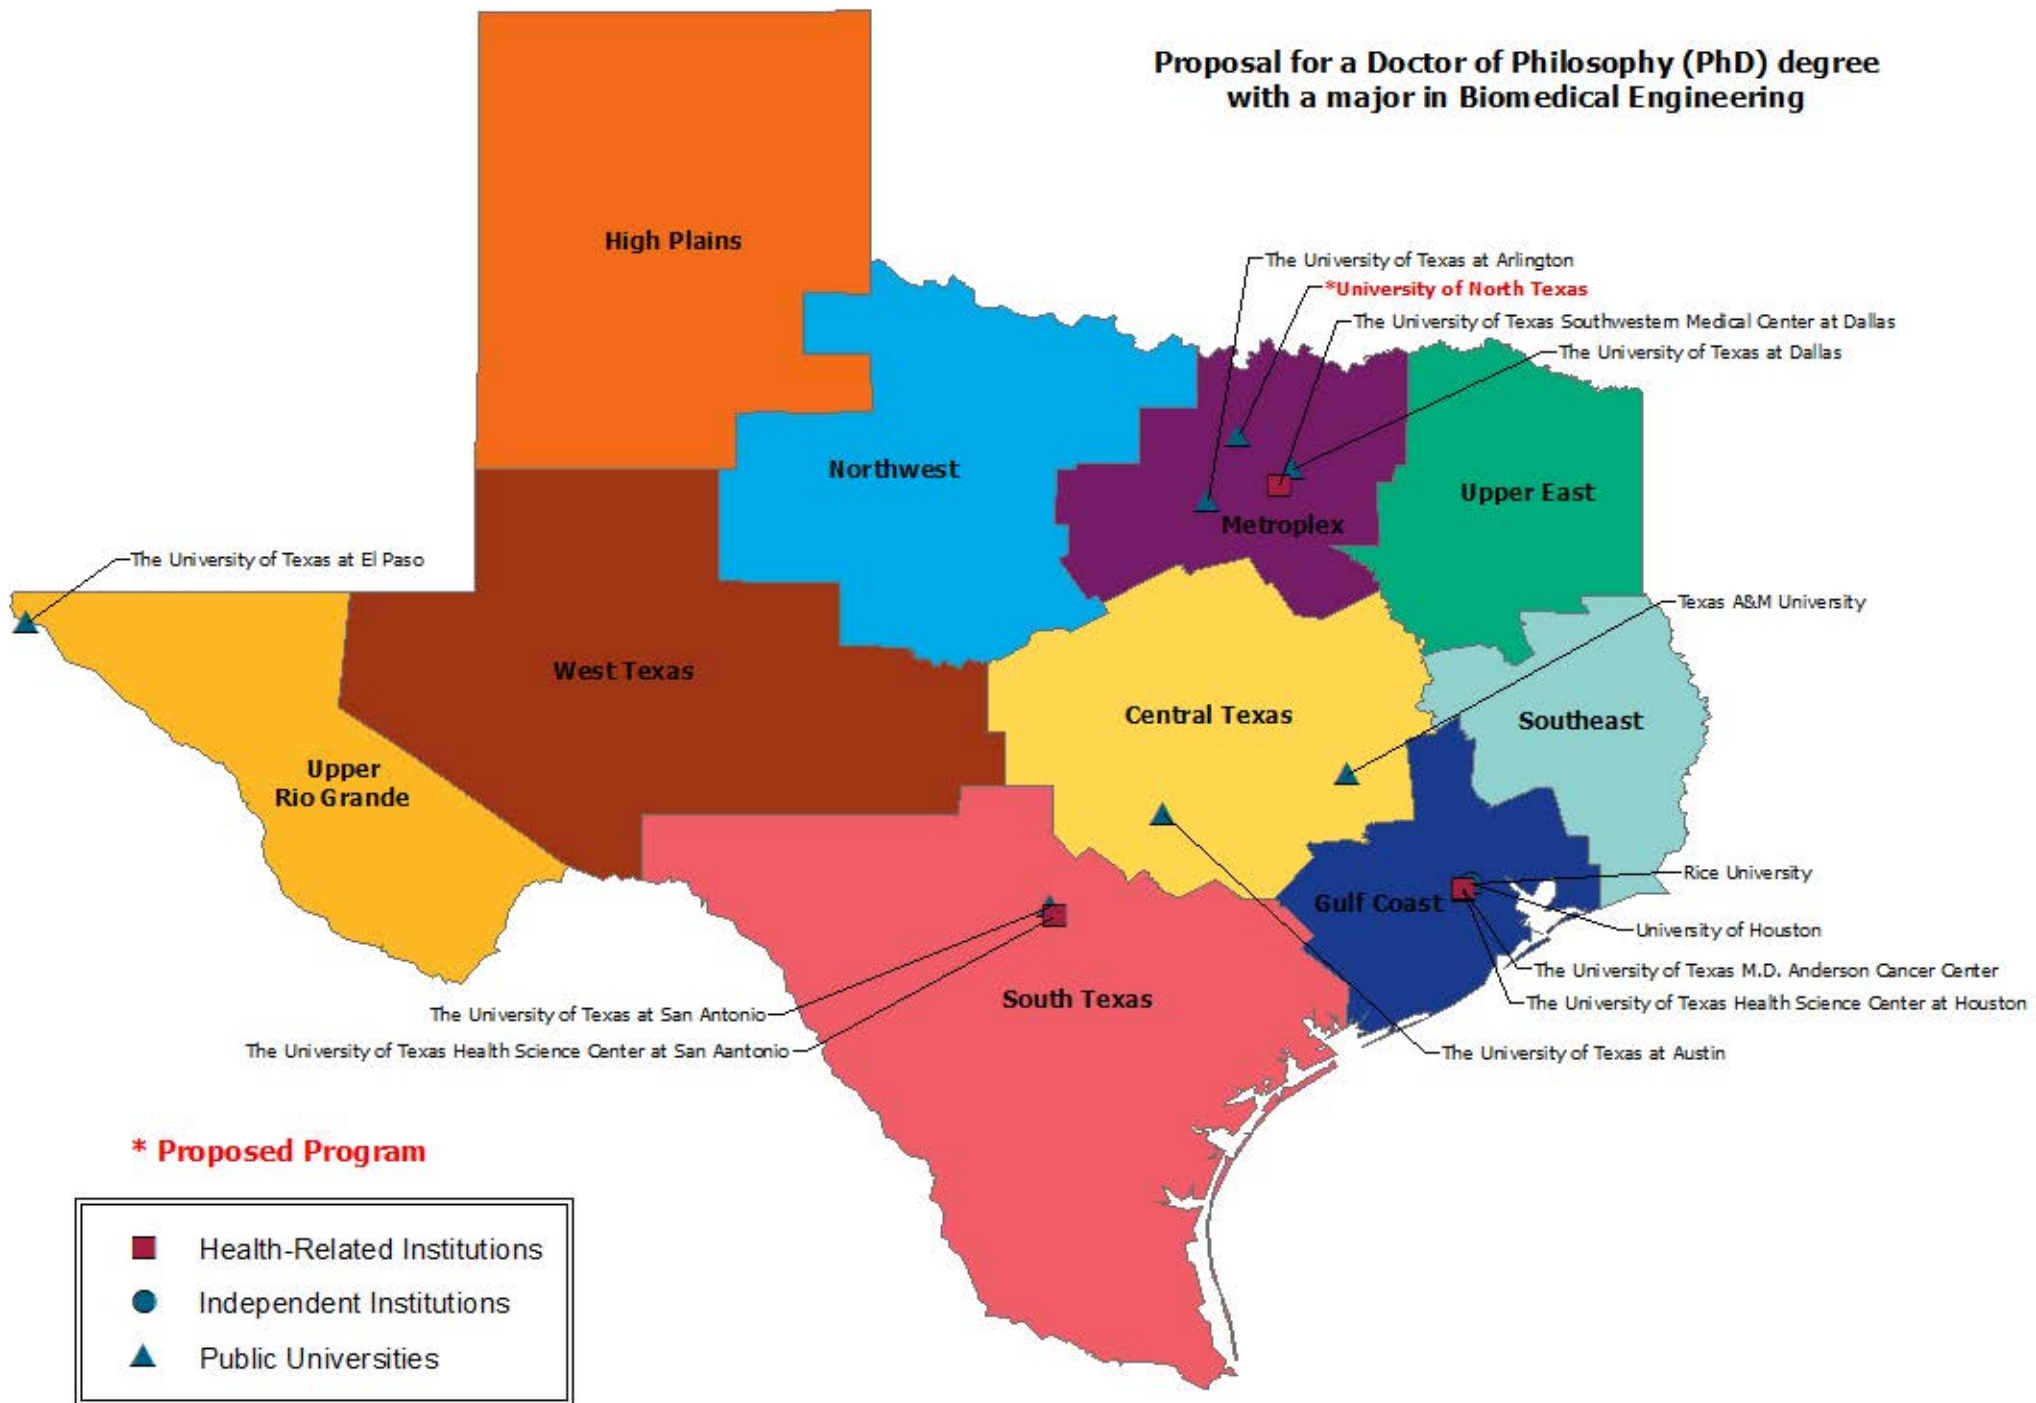 Proposal for a Doctor of Philosophy (PhD) degree
with a major in Biomedical Engineering
High Plains
The University of Texas at Arlington
*University of North Texas
The University of Texas Southwestern Medical Center at Dallas
The University of Texas at Dallas
Northwest
Upper East
Metroplex
The University of Texas at El Paso
Texas A&M University
West Texas
Central Texas
Southeast
Upper
Rio Grande
Rice University
Gulf Coast
University of Houston
The University of Texas M.D. Anderson Cancer Center
South Texas
The University of Texas Health Science Center at Houston
The University of Texas at San Antonio
The University of Texas Health Science Center at San Aantonio
The University of Texas at Austin
* Proposed Program
Health-Related Institutions
Independent Institutions
Public Universities